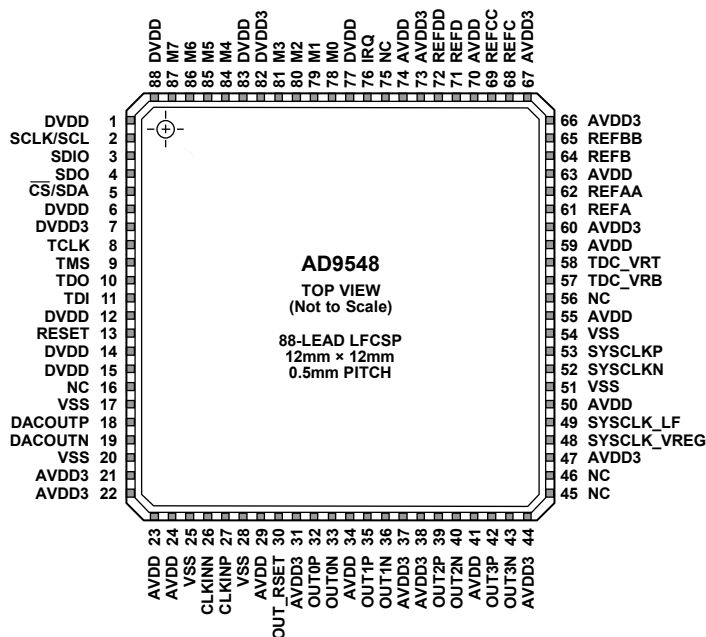 88 DVDD
87 M7
86 M6
85 M5
84 M4
83 DVDD
82 DVDD3
81 M3
80 M2
79 M1
78 M0
77 DVDD
76 IRQ
75 NC
74 AVDD
73 AVDD3
72 REFDD
71 REFD
70 AVDD
69 REFCC
68 REFC
67 AVDD3
DVDD 1
SCLK/SCL 2
SDIO 3
SDO 4
CS/SDA 5
DVDD 6
DVDD3 7
TCLK 8
TMS 9
TDO 10
TDI 11
DVDD 12
RESET 13
DVDD 14
DVDD 15
NC 16
VSS 17
DACOUTP 18
DACOUTN 19
VSS 20
AVDD3 21
AVDD3 22
AD9548
TOP VIEW
(Not to Scale)
88-LEAD LFCSP
12mm × 12mm
0.5mm PITCH
66 AVDD3
65 REFBB
64 REFB
63 AVDD
62 REFAA
61 REFA
60 AVDD3
59 AVDD
58 TDC_VRT
57 TDC_VRB
56 NC
55 AVDD
54 VSS
53 SYSCLKP
52 SYSCLKN
51 VSS
50 AVDD
49 SYSCLK_LF
48 SYSCLK_VREG
47 AVDD3
46 NC
45 NC
AVDD 23
AVDD 24
VSS 25
CLKINN 26
CLKINP 27
VSS 28
AVDD 29
OUT_RSET 30
AVDD3 31
OUT0P 32
OUT0N 33
AVDD 34
OUT1P 35
OUT1N 36
AVDD3 37
AVDD3 38
OUT2P 39
OUT2N 40
AVDD 41
OUT3P 42
OUT3N 43
AVDD3 44